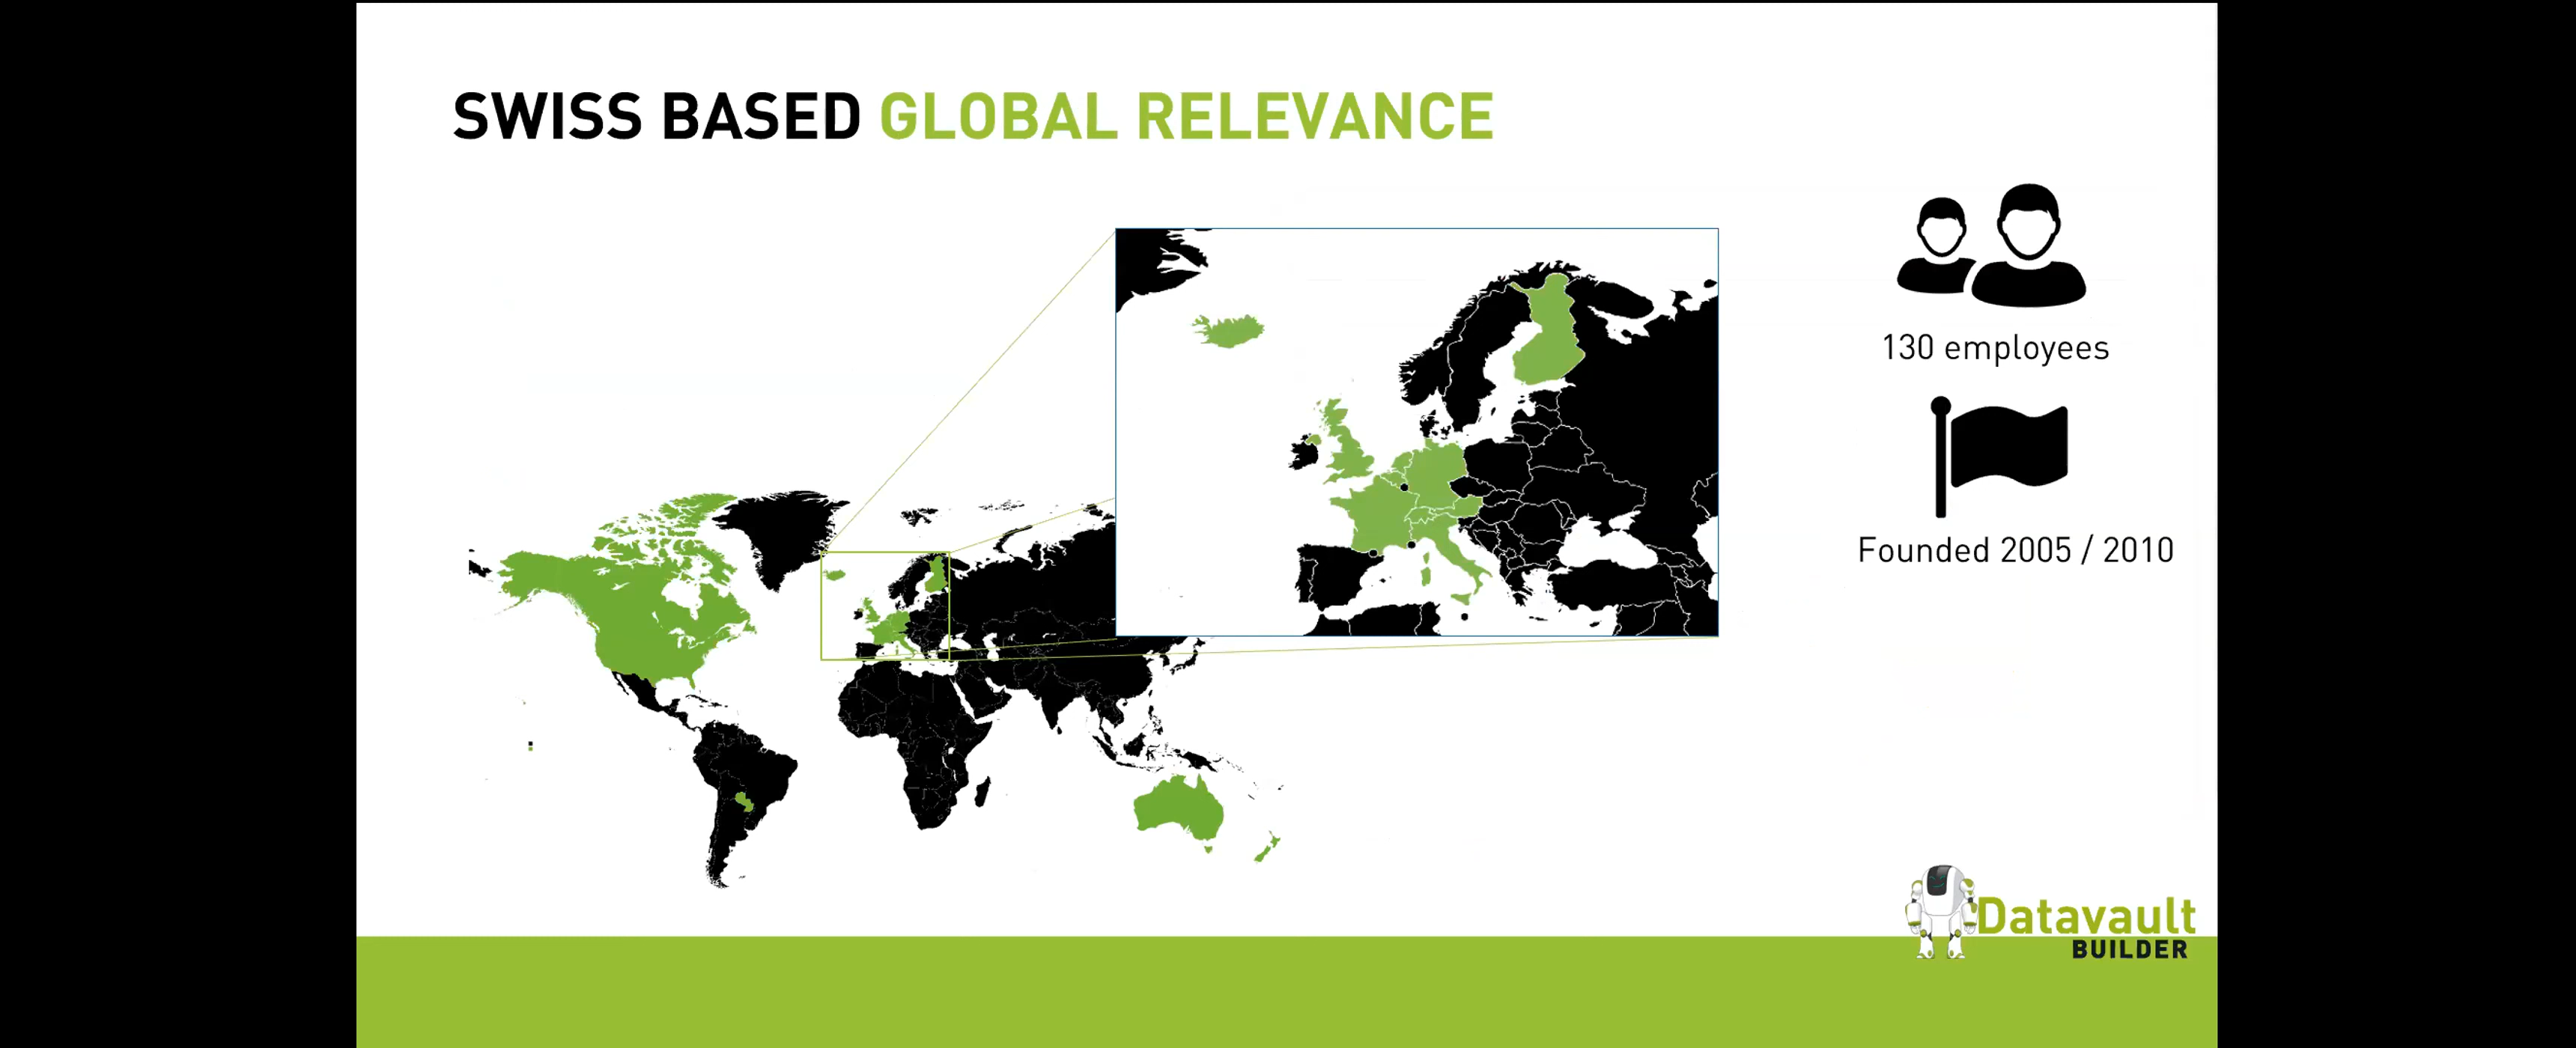 SWISS BASED GLOBAL RELEVANCE
130 employees
Founded 2005 / 2010
Datavault
BUILDER